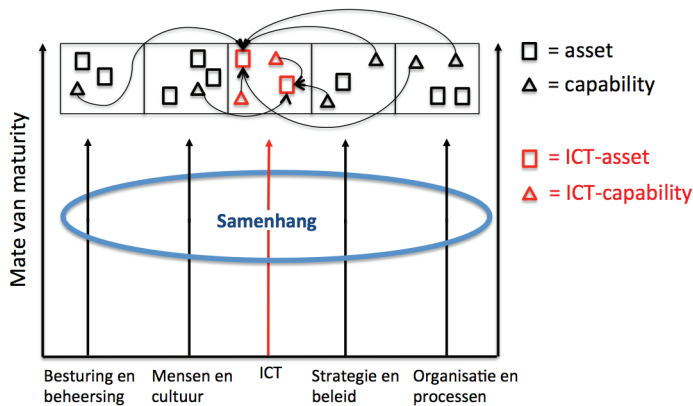 = asset
= capability
= ICT-asset
= ICT-capability
Mate van maturity
Samenhang
Besturing en
beheersing
Mensen en
cultuur
ICT
Strategie en
beleid
Organisatie en
processen